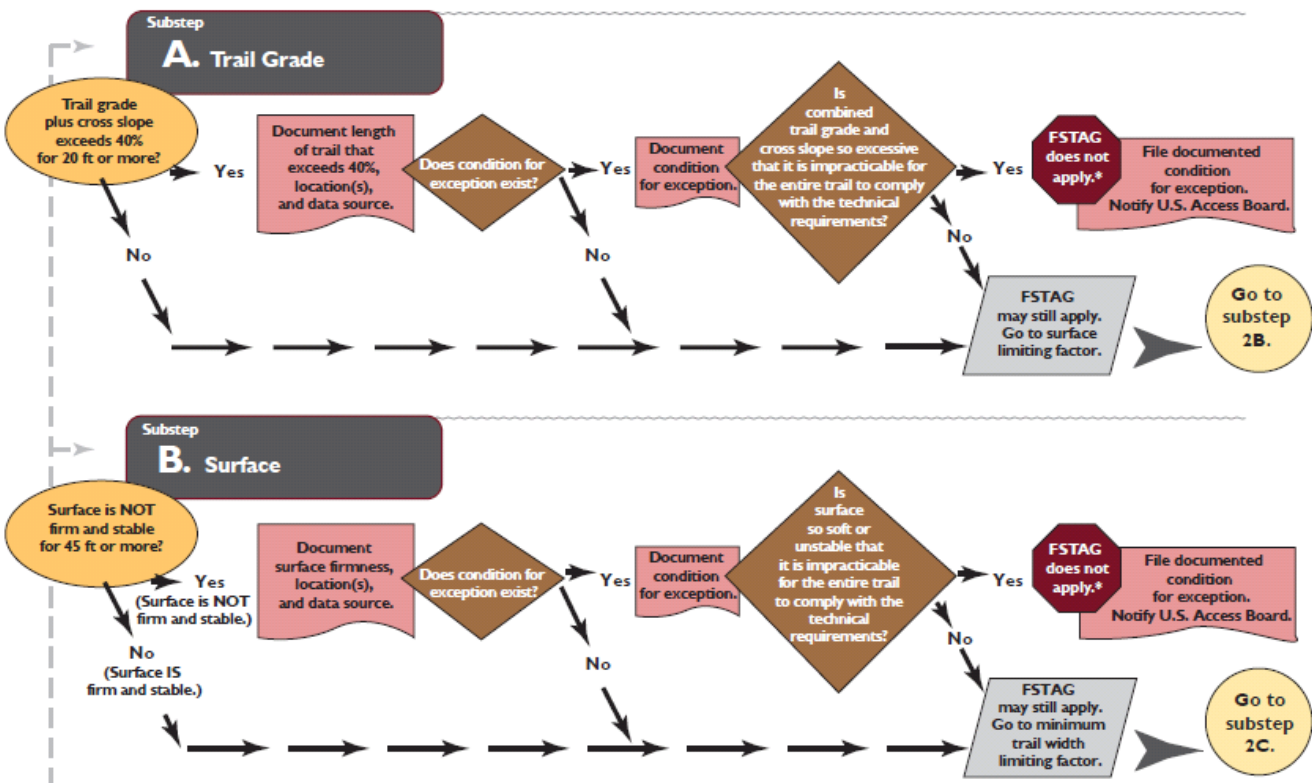 Substep
A. Trail Grade
Trail grade
plus cross slope
exceeds 40%
for 20 ft or more?
Yes
No
Document length
of trail that
exceeds 40%,
location(s),
and data source.
Does condition for
exception exist?
Yes
No
Document
condition
for exception.
Is
combined
trail grade and
cross slope so excessive
that it is impracticable for
the entire trail to comply
with the technical
requirements?
Yes
No
FSTAG
does not
apply.*
File documented
condition
for exception.
Notify U.S. Access Board.
FSTAG
may still apply.
Go to surface
limiting factor.
Go to
substep
2B.
Substep
B. Surface
Surface is NOT
firm and stable
for 45 ft or more?
Yes
(Surface is NOT
firm and stable.)
No
(Surface IS
firm and stable.)
Document
surface firmness,
location(s),
and data source.
Does condition for
exception exist?
Yes
No
Document
condition
for exception.
Is
surface
so soft or
unstable that
it is impracticable
for the entire trail
to comply with the
technical
requirements?
Yes
No
FSTAG
does not
apply.*
File documented
condition
for exception.
Notify U.S. Access Board.
FSTAG
may still apply.
Go to minimum
trail width
limiting factor.
Go to
substep
2C.